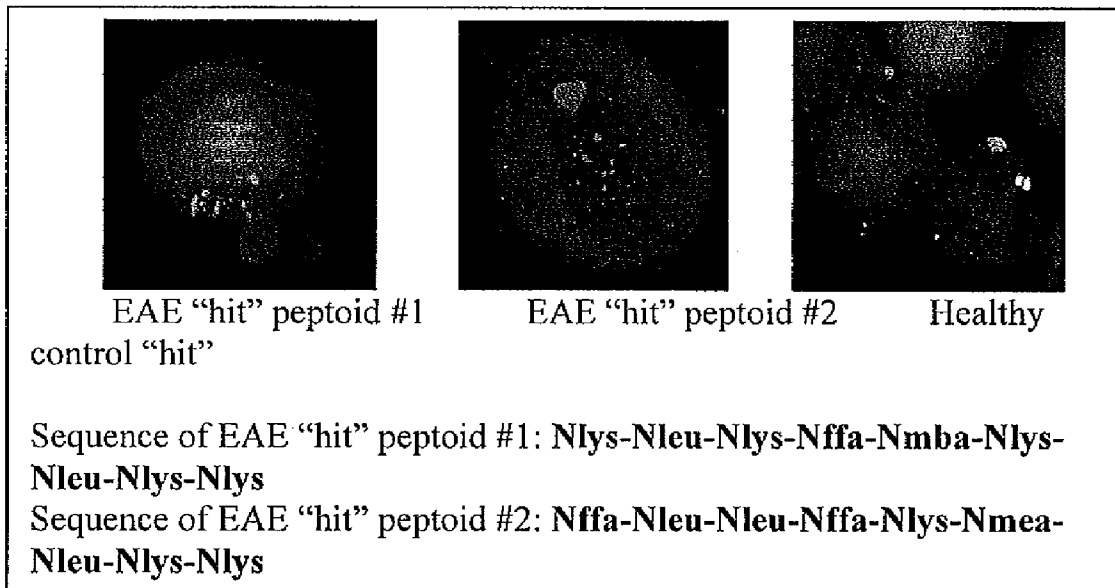 EAE “hit” peptoid #1 EAE “hit” peptoid #2 Healthy
control “hit”
Sequence of EAE “hit” peptoid #1: Nlys-Nleu-Nlys-Nffa-Nmba-Nlys-
Nleu-Nlys-Nlys
Sequence of EAE “hit” peptoid #2: Nffa-Nleu-Nleu-Nffa-Nlys-Nmea-
Nleu-Nlys-Nlys